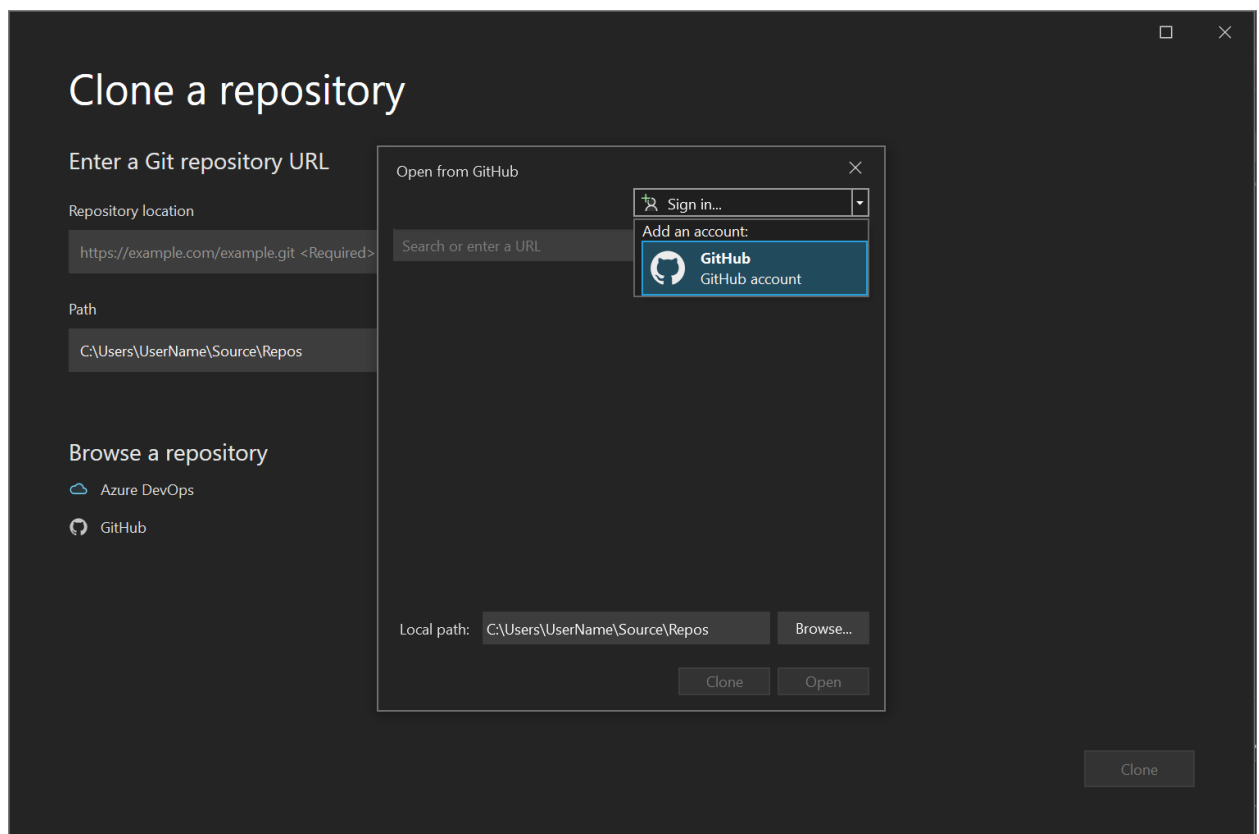 Clone a repository
Enter a Git repository URL
Repository location
https://example.com/example.git <Required>
Path
C:\Users\UserName\Source\Repos
Browse a repository
Azure DevOps
GitHub
Open from GitHub
Sign in...
Search or enter a URL
Add an account:
GitHub
GitHub account
Local path: C:\Users\UserName\Source\Repos Browse...
Clone Open
Clone